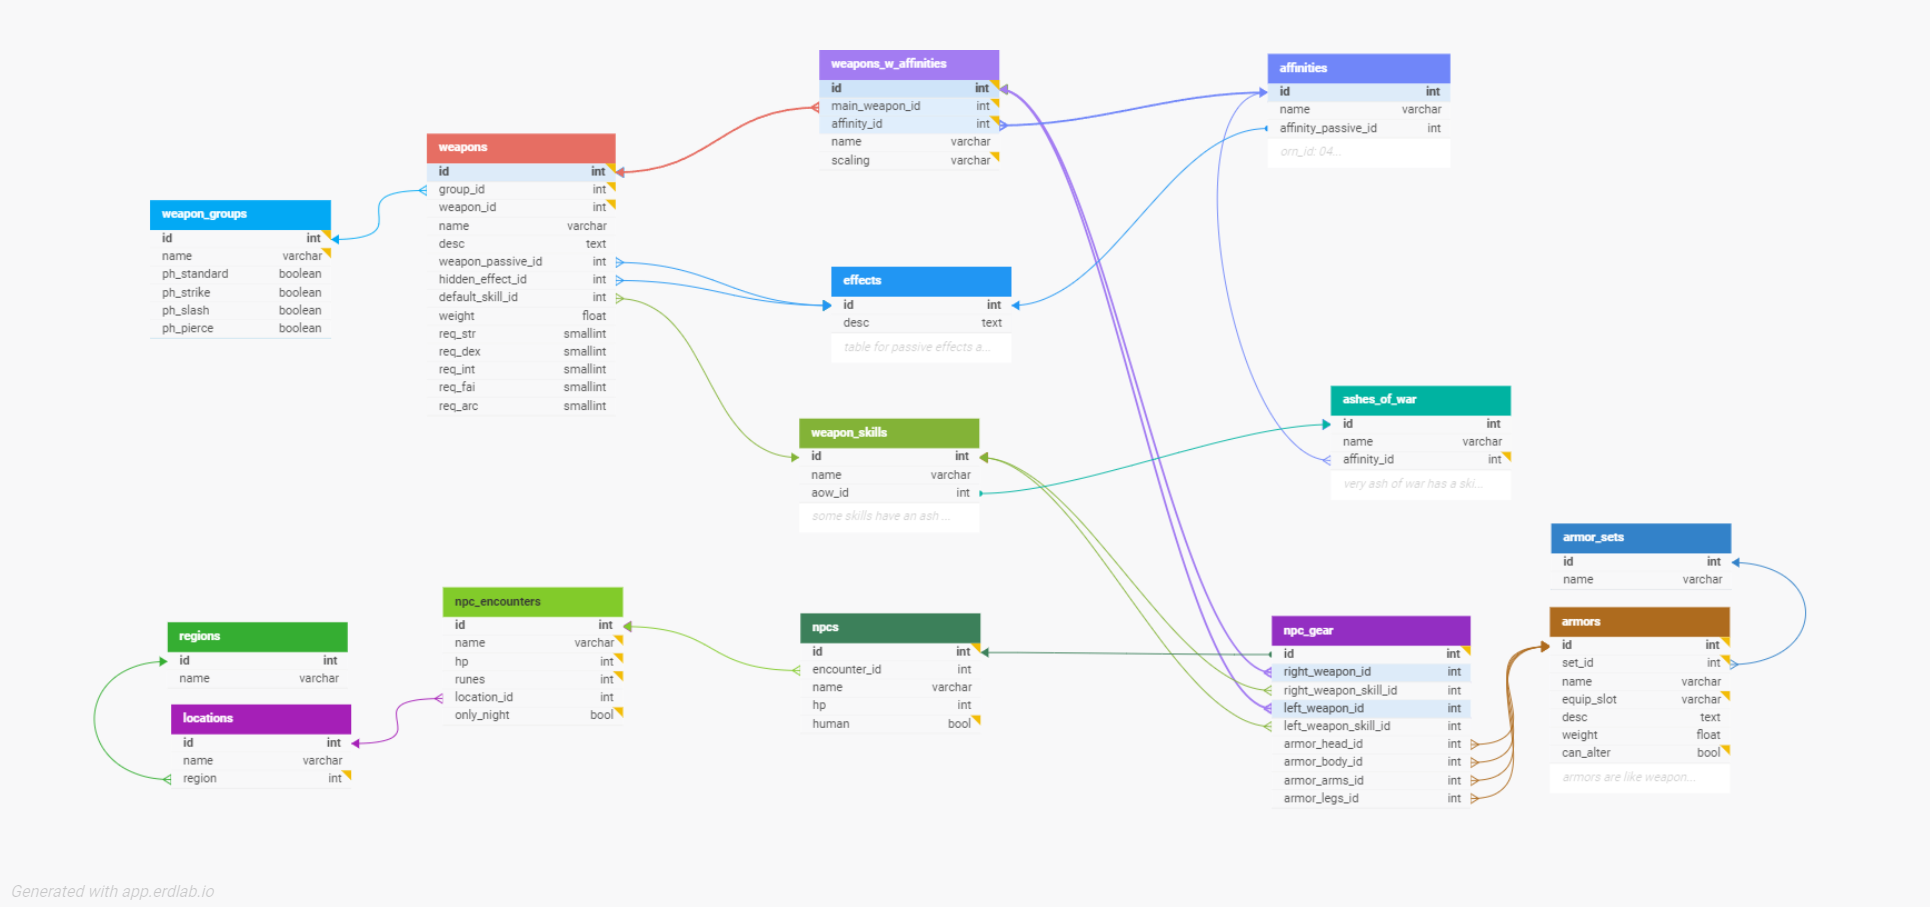 weapons_w_affinities
id int
main_weapon_id int
affinity_id int
name varchar
scaling varchar
affinities
id int
name varchar
affinity_passive_id int
orn_id: 04...
weapons
id int
group_id int
weapon_id int
name varchar
desc text
weapon_passive_id int
hidden_effect_id int
default_skill_id int
weight float
req_str smallint
req_dex smallint
req_int smallint
req_fai smallint
req_arc smallint
weapon_groups
id int
name varchar
ph_standard boolean
ph_strike boolean
ph_slash boolean
ph_pierce boolean
effects
id int
desc text
table for passive effects a...
ashes_of_war
id int
name varchar
affinity_id int
very ash of war has a ski...
weapon_skills
id int
name varchar
aow_id int
some skills have an ash ...
armor_sets
id int
name varchar
npc_encounters
id int
name varchar
hp int
runes int
location_id int
only_night bool
regions
id int
name varchar
locations
id int
name varchar
region int
npcs
id int
encounter_id int
name varchar
hp int
human bool
npc_gear
id int
right_weapon_id int
right_weapon_skill_id int
left_weapon_id int
left_weapon_skill_id int
armor_head_id int
armor_body_id int
armor_arms_id int
armor_legs_id int
armors
id int
set_id int
name varchar
equip_slot varchar
desc text
weight float
can_alter bool
armors are like weapon...
Generated with app.erdlab.io